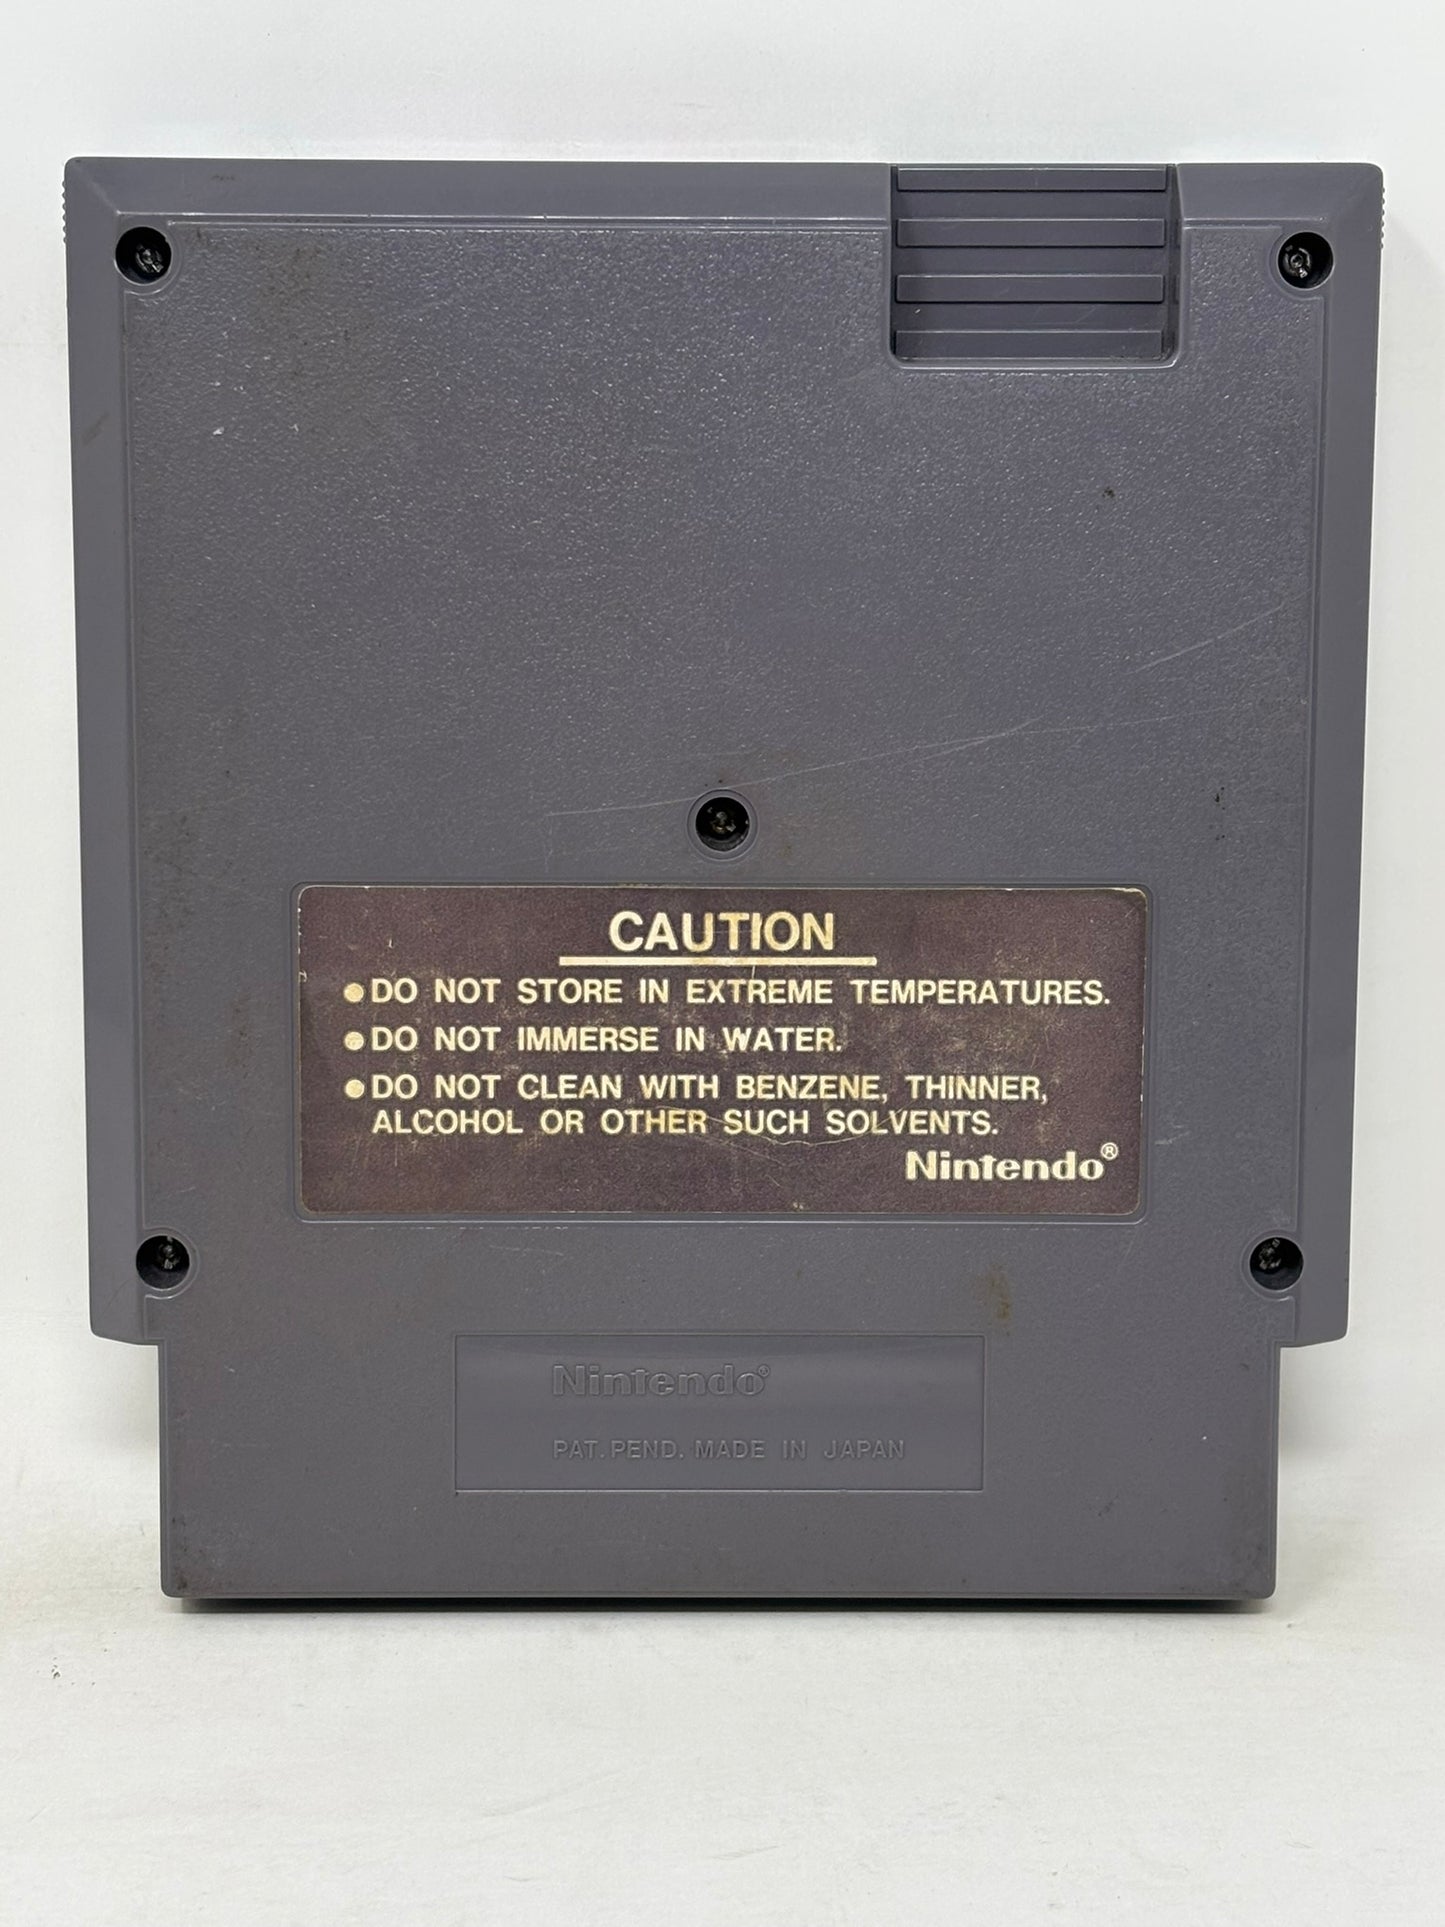 CAUTION
●DO NOT STORE IN EXTREME TEMPERATURES.
●DO NOT IMMERSE IN WATER.
●DO NOT CLEAN WITH BENZENE, THINNER,
ALCOHOL OR OTHER SUCH SOLVENTS.
Nintendo®
Nintendo®
PAT. PEND. MADE IN JAPAN